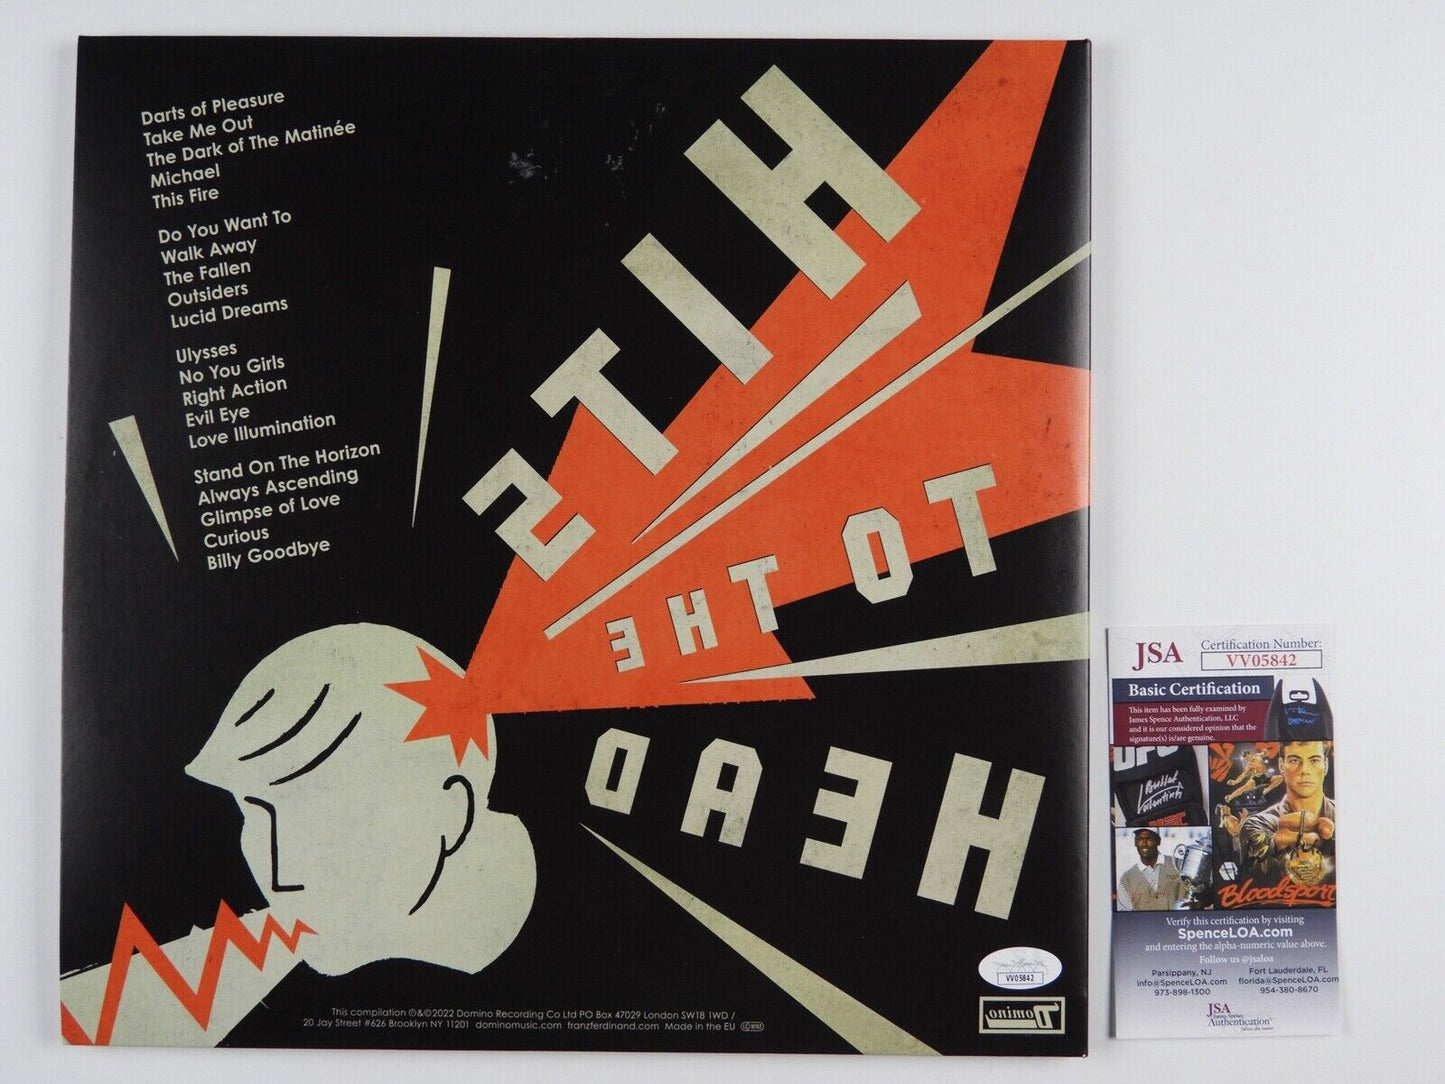 Darts of Pleasure
Take Me Out
The Dark of The Matinée
Michael
This Fire
Do You Want To
Walk Away
The Fallen
Outsiders
Lucid Dreams
Ulysses
No You Girls
Right Action
Evil Eye
Love Illumination
Stand On The Horizon
Always Ascending
Glimpse of Love
Curious
Billy Goodbye
HITS
TO THE
HEAD
This compilation ℗&©2022 Domino Recording Co Ltd PO Box 47029 London SW18 1WD /
20 Jay Street #626 Brooklyn NY 11201 dominomusic.com franzferdinand.com Made in the EU
VV05842
Domino
JSA
Certification Number:
VV05842
Basic Certification
This item has been fully examined by
James Spence Authentication, LLC
and it is our considered opinion that the
signature(s) is/are genuine.
UFC
Bloodsport
Verify this certification by visiting
SpenceLOA.com
and entering the alpha-numeric value above.
Follow us @jsaloa
Parsippany, NJ
info@SpenceLOA.com
973-898-1300
Fort Lauderdale, FL
florida@SpenceLOA.com
954-380-8670
JSA
James Spence
Authentication